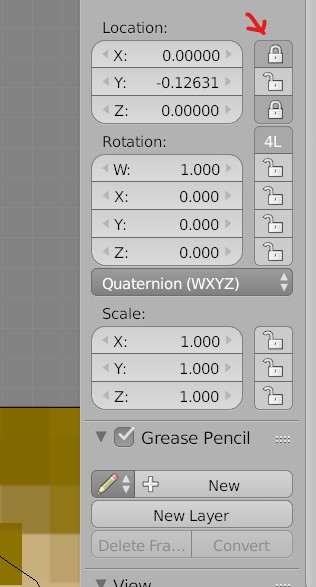 Location:
X: 0.00000
Y: -0.12631
Z: 0.00000
Rotation: 4L
W: 1.000
X: 0.000
Y: 0.000
Z: 0.000
Quaternion (WXYZ)
Scale:
X: 1.000
Y: 1.000
Z: 1.000
Grease Pencil
New
New Layer
Delete Fra... Convert
View